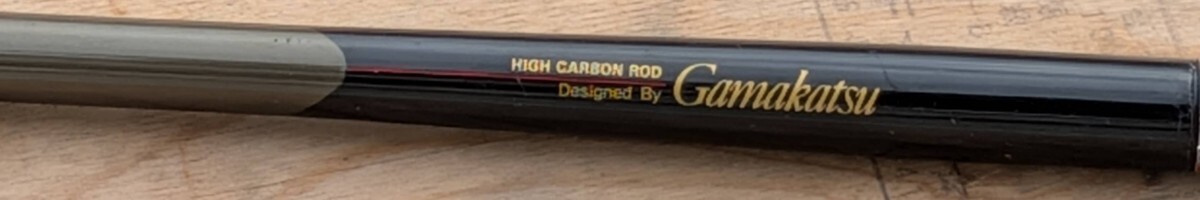 HIGH CARBON ROD
Designed By Gamakatsu